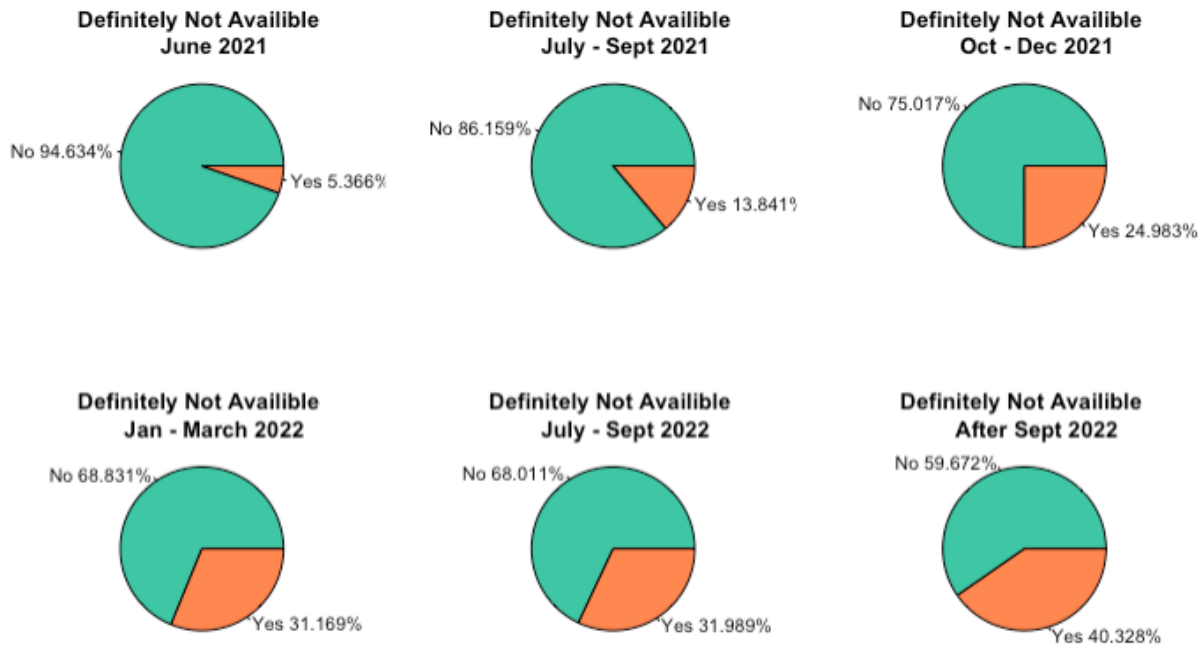 Definitely Not Availible
June 2021
Definitely Not Availible
July - Sept 2021
Definitely Not Availible
Oct - Dec 2021
No 94.634%
Yes 5.366%
No 86.159%
Yes 13.841%
No 75.017%
Yes 24.983%
Definitely Not Availible
Jan - March 2022
Definitely Not Availible
July - Sept 2022
Definitely Not Availible
After Sept 2022
No 68.831%
Yes 31.169%
No 68.011%
Yes 31.989%
No 59.672%
Yes 40.328%